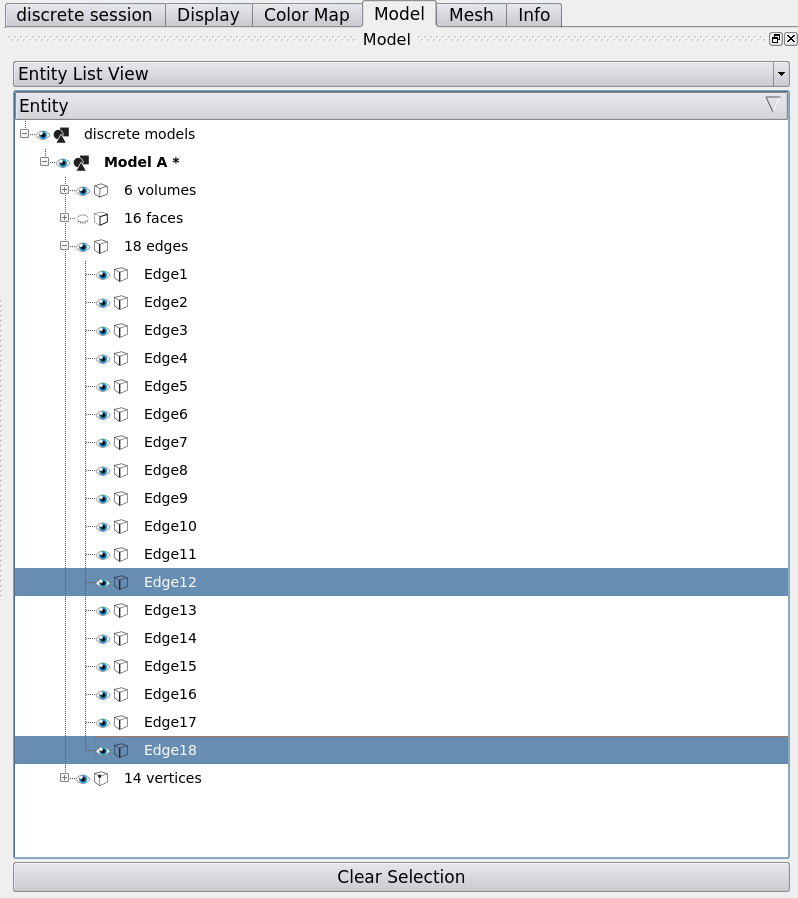 discrete session Display Color Map Model Mesh Info
Model
Entity List View
Entity
discrete models
Model A *
6 volumes
16 faces
18 edges
Edge1
Edge2
Edge3
Edge4
Edge5
Edge6
Edge7
Edge8
Edge9
Edge10
Edge11
Edge12
Edge13
Edge14
Edge15
Edge16
Edge17
Edge18
14 vertices
Clear Selection